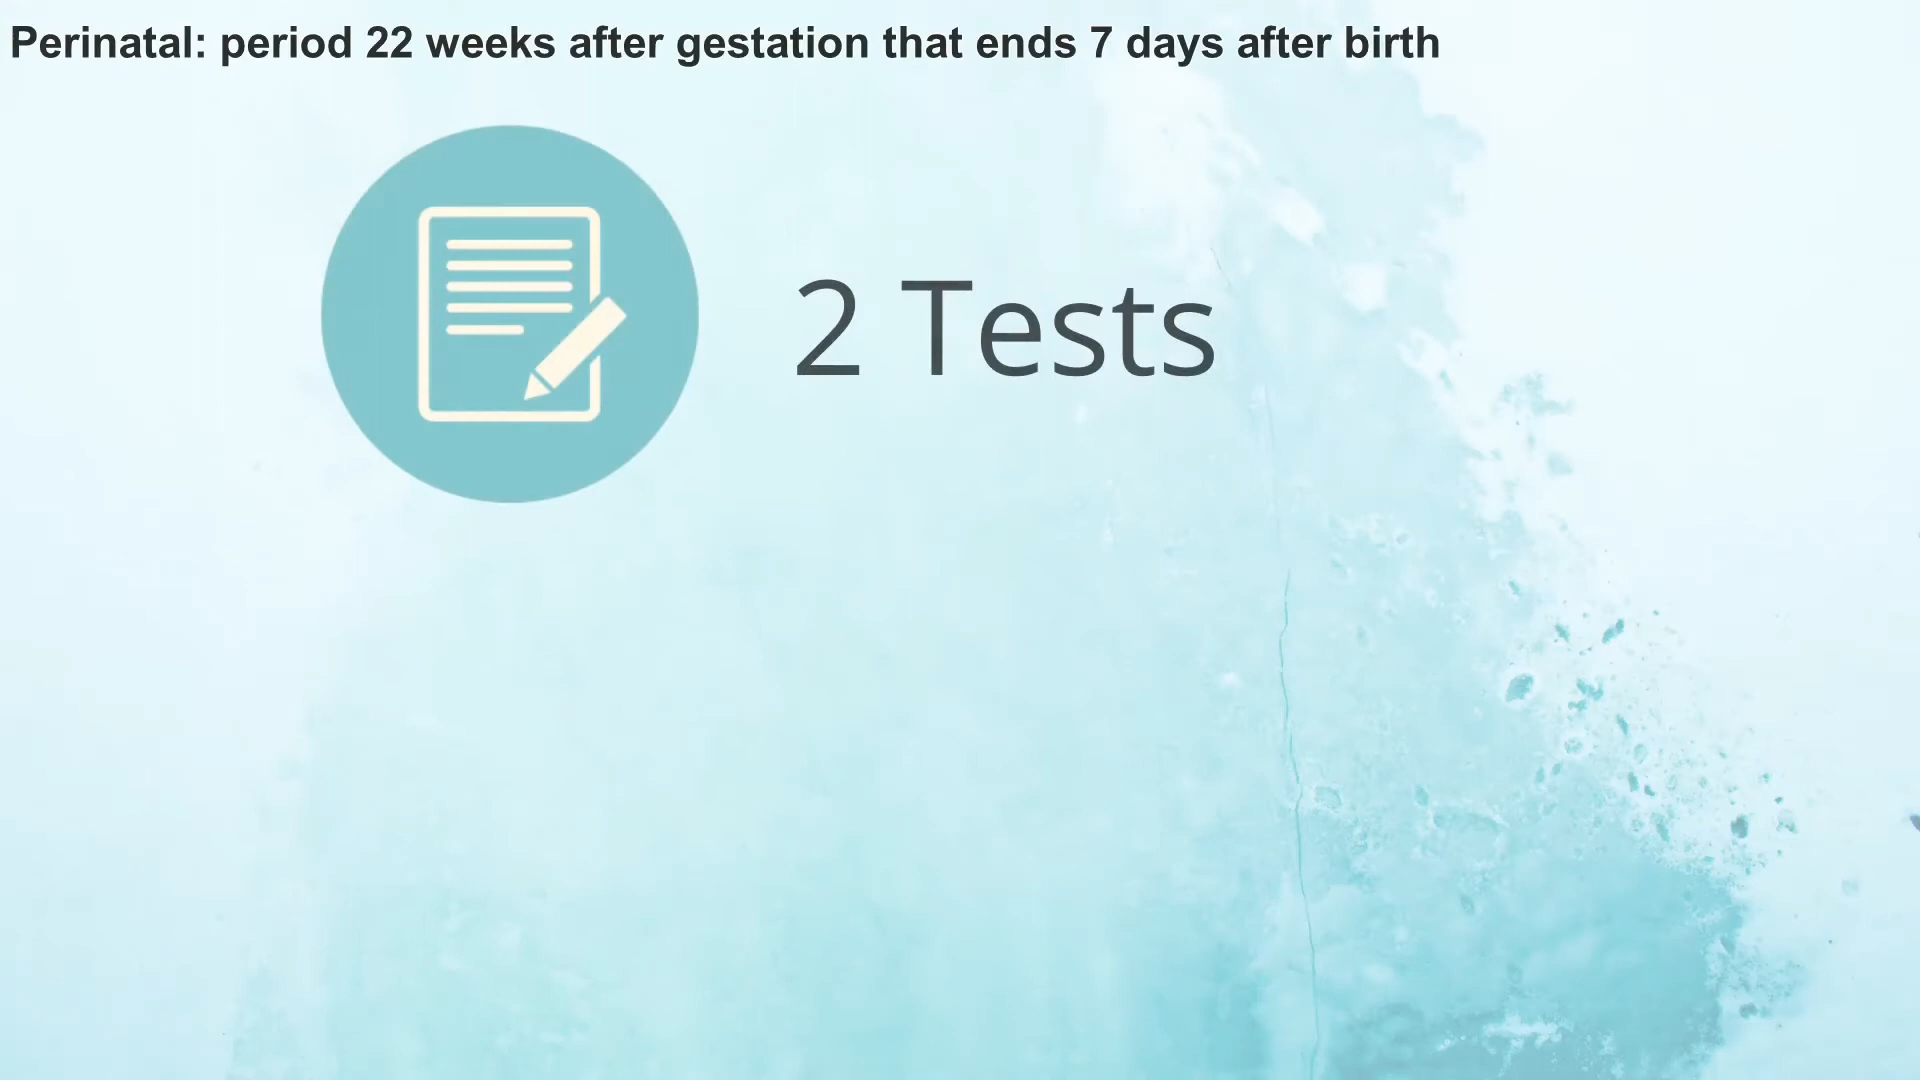 Perinatal: period 22 weeks after gestation that ends 7 days after birth
2 Tests